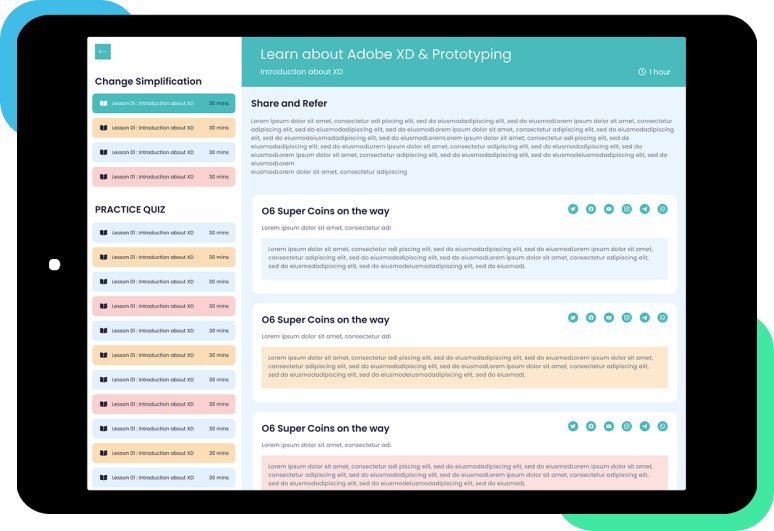 Change Simplification
Lesson 01 : Introduction about XD 30 mins
Lesson 01 : Introduction about XD 30 mins
Lesson 01 : Introduction about XD 30 mins
Lesson 01 : Introduction about XD 30 mins
PRACTICE QUIZ
Lesson 01 : Introduction about XD 30 mins
Lesson 01 : Introduction about XD 30 mins
Lesson 01 : Introduction about XD 30 mins
Lesson 01 : Introduction about XD 30 mins
Lesson 01 : Introduction about XD 30 mins
Lesson 01 : Introduction about XD 30 mins
Lesson 01 : Introduction about XD 30 mins
Lesson 01 : Introduction about XD 30 mins
Lesson 01 : Introduction about XD 30 mins
Lesson 01 : Introduction about XD 30 mins
Lesson 01 : Introduction about XD 30 mins
Learn about Adobe XD & Prototyping
Introduction about XD 1 hour
Share and Refer
Lorem ipsum dolor sit amet, consectetur adi piscing elit, sed do eiusmodadipiscing elit, sed do eiusmodLorem ipsum dolor sit amet, consectetur
adipiscing elit, sed do eiusmodadipiscing elit, sed do eiusmodLorem ipsum dolor sit amet, consectetur adipiscing elit, sed do eiusmodadipiscing
elit, sed do eiusmodeiusmodadipiscing elit, sed do eiusmodLoremLorem ipsum dolor sit amet, consectetur adi piscing elit, sed do
eiusmodadipiscing elit, sed do eiusmodLorem ipsum dolor sit amet, consectetur adipiscing elit, sed do eiusmodadipiscing elit, sed do
eiusmodLorem ipsum dolor sit amet, consectetur adipiscing elit, sed do eiusmodadipiscing elit, sed do eiusmodeiusmodadipiscing elit, sed do
eiusmodLorem
eiusmodLorem dolor sit amet, consectetur adipiscing
O6 Super Coins on the way
Lorem ipsum dolor sit amet, consectetur adi
Lorem ipsum dolor sit amet, consectetur adi piscing elit, sed do eiusmodadipiscing elit, sed do eiusmodLorem ipsum dolor sit amet,
consectetur adipiscing elit, sed do eiusmodadipiscing elit, sed do eiusmodLorem ipsum dolor sit amet, consectetur adipiscing elit,
sed do eiusmodadipiscing elit, sed do eiusmodeiusmodadipiscing elit, sed do eiusmodL
O6 Super Coins on the way
Lorem ipsum dolor sit amet, consectetur adi
Lorem ipsum dolor sit amet, consectetur adi piscing elit, sed do eiusmodadipiscing elit, sed do eiusmodLorem ipsum dolor sit amet,
consectetur adipiscing elit, sed do eiusmodadipiscing elit, sed do eiusmodLorem ipsum dolor sit amet, consectetur adipiscing elit,
sed do eiusmodadipiscing elit, sed do eiusmodeiusmodadipiscing elit, sed do eiusmodL
O6 Super Coins on the way
Lorem ipsum dolor sit amet, consectetur adi
Lorem ipsum dolor sit amet, consectetur adi piscing elit, sed do eiusmodadipiscing elit, sed do eiusmodLorem ipsum dolor sit amet,
consectetur adipiscing elit, sed do eiusmodadipiscing elit, sed do eiusmodLorem ipsum dolor sit amet, consectetur adipiscing elit,
sed do eiusmodadipiscing elit, sed do eiusmodeiusmodadipiscing elit, sed do eiusmodL